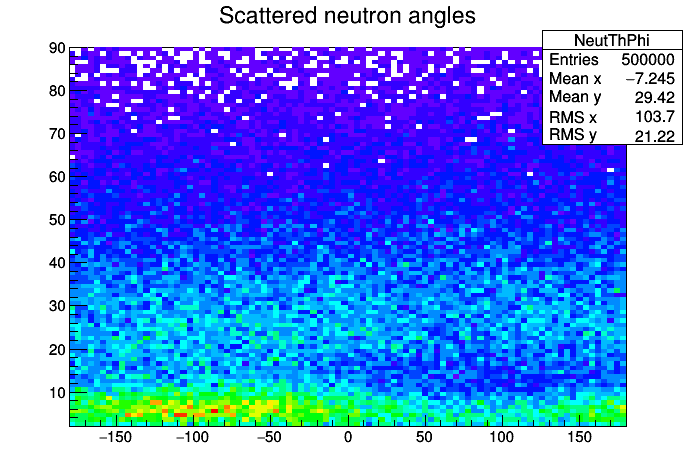 Scattered neutron angles
NeutThPhi
Entries 500000
Mean x −7.245
Mean y 29.42
RMS x 103.7
RMS y 21.22
90
80
70
60
50
40
30
20
10
−150 −100 −50 0 50 100 150